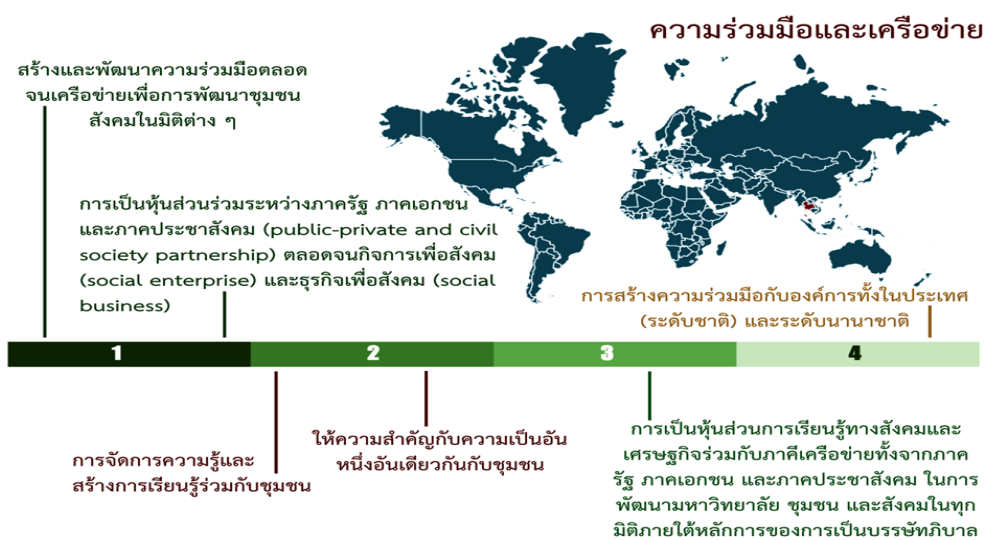 ความร่วมมือและเครือข่าย
สร้างและพัฒนาความร่วมมือตลอด
จนเครือข่ายเพื่อการพัฒนาชุมชน
สังคมในมิติต่าง ๆ
การเป็นหุ้นส่วนร่วมระหว่างภาครัฐ ภาคเอกชน
และภาคประชาสังคม (public-private and civil
society partnership) ตลอดจนกิจการเพื่อสังคม
(social enterprise) และธุรกิจเพื่อสังคม (social
business)
การสร้างความร่วมมือกับองค์การทั้งในประเทศ
(ระดับชาติ) และระดับนานาชาติ
1 2 3 4
การจัดการความรู้และ
สร้างการเรียนรู้ร่วมกับชุมชน
ให้ความสำคัญกับความเป็นอัน
หนึ่งอันเดียวกันกับชุมชน
การเป็นหุ้นส่วนการเรียนรู้ทางสังคมและ
เศรษฐกิจร่วมกับภาคีเครือข่ายทั้งจากภาค
รัฐ ภาคเอกชน และภาคประชาสังคม ในการ
พัฒนามหาวิทยาลัย ชุมชน และสังคมในทุก
มิติภายใต้หลักการของการเป็นบรรษัทภิบาล